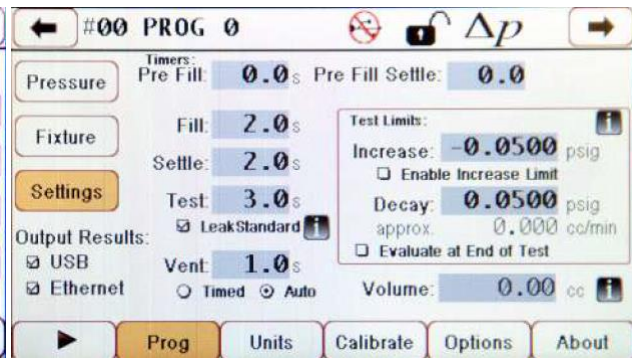 #00 PROG 0 Δp
Timers:
Pressure Pre Fill: 0.0 s Pre Fill Settle: 0.0
Fixture Fill: 2.0 s Test Limits: i
Increase: -0.0500 psig
Settle: 2.0 s Enable Increase Limit
Settings Test: 3.0 s Decay: 0.0500 psig
LeakStandard i approx. 0.000 cc/min
Output Results: Evaluate at End of Test
USB Vent: 1.0 s
Ethernet Timed Auto Volume: 0.00 cc i
Prog Units Calibrate Options About